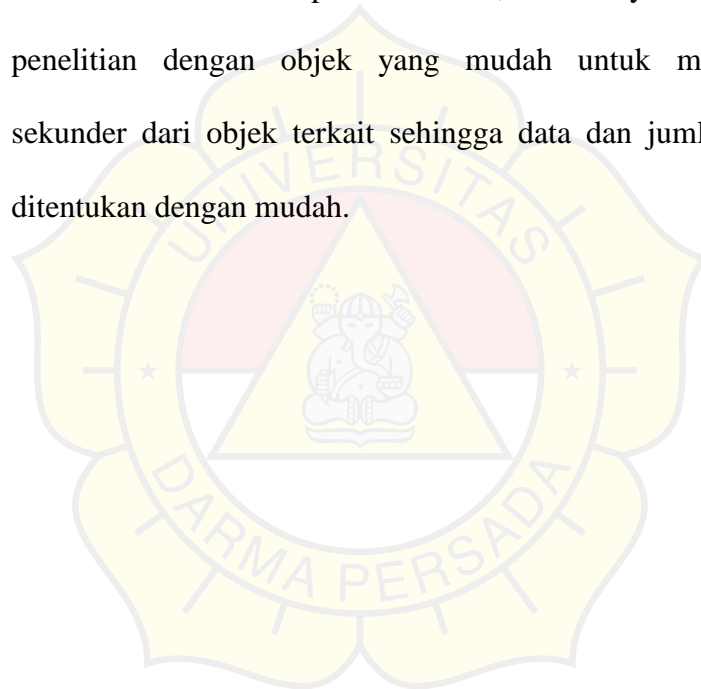 penelitian dengan objek yang mudah untuk m
sekunder dari objek terkait sehingga data dan juml
ditentukan dengan mudah.
UNIVERSITAS
DARMA PERSADA